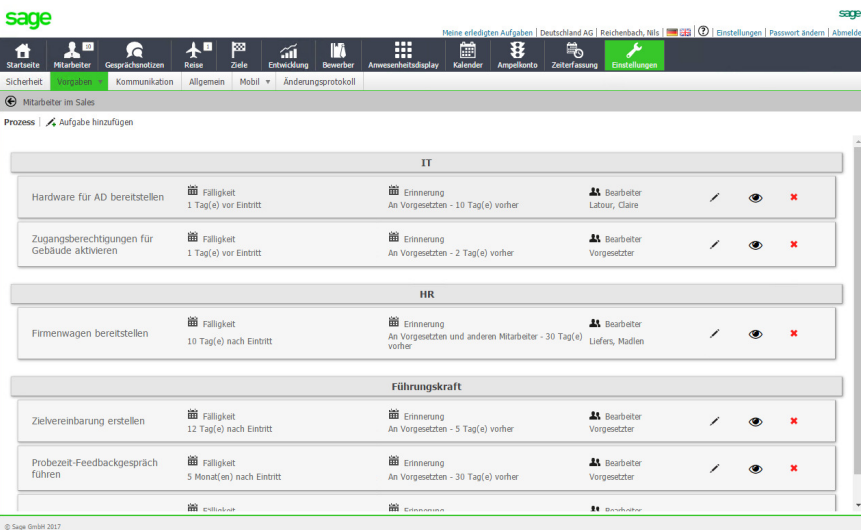 sage
sage
Meine erledigten Aufgaben | Deutschland AG | Reichenbach, Nils | ? | Einstellungen | Passwort ändern | Abmelde
Startseite Mitarbeiter 10 Gesprächsnotizen Reise 1 Ziele Entwicklung Bewerber Anwesenheitsdisplay Kalender Ampelkonto Zeiterfassung Einstellungen
Sicherheit Vorgaben Kommunikation Allgemein Mobil Änderungsprotokoll
Mitarbeiter im Sales
Prozess | Aufgabe hinzufügen
IT
Hardware für AD bereitstellen
Fälligkeit
1 Tag(e) vor Eintritt
Erinnerung
An Vorgesetzten - 10 Tag(e) vorher
Bearbeiter
Latour, Claire
Zugangsberechtigungen für
Gebäude aktivieren
Fälligkeit
1 Tag(e) vor Eintritt
Erinnerung
An Vorgesetzten - 2 Tag(e) vorher
Bearbeiter
Vorgesetzter
HR
Firmenwagen bereitstellen
Fälligkeit
10 Tag(e) nach Eintritt
Erinnerung
An Vorgesetzten und anderen Mitarbeiter - 30 Tag(e)
vorher
Bearbeiter
Liefers, Madlen
Führungskraft
Zielvereinbarung erstellen
Fälligkeit
12 Tag(e) nach Eintritt
Erinnerung
An Vorgesetzten - 5 Tag(e) vorher
Bearbeiter
Vorgesetzter
Probezeit-Feedbackgespräch
führen
Fälligkeit
5 Monat(en) nach Eintritt
Erinnerung
An Vorgesetzten - 30 Tag(e) vorher
Bearbeiter
Vorgesetzter
Fälligkeit
Erinnerung
Bearbeiter
© Sage GmbH 2017